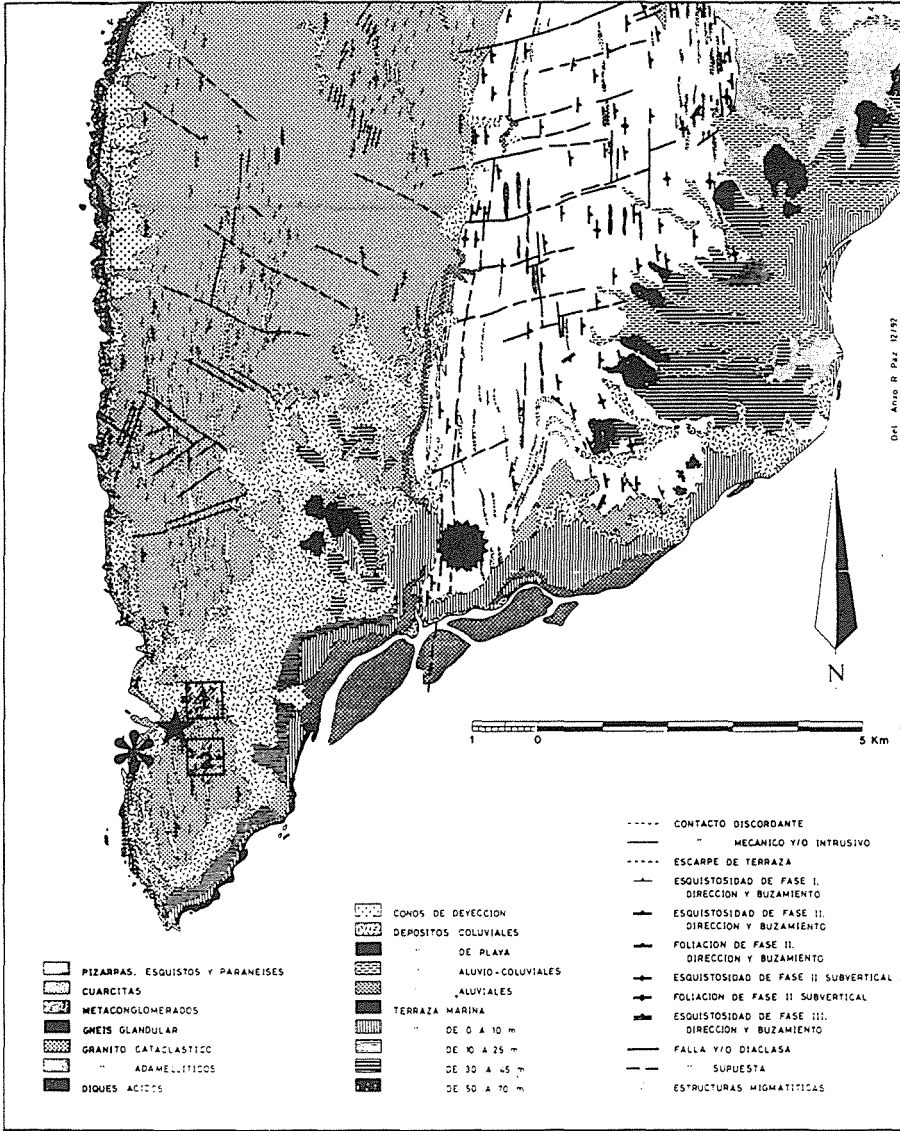 Del. Anxo R Paz 12/92
N
4
2
1 0 5 Km
PIZARRAS, ESQUISTOS Y PARANEISES
CUARCITAS
METACONGLOMERADOS
GNEIS GLANDULAR
GRANITO CATACLASTICO
" ADAMELLITICOS
DIQUES ACIDOS
CONOS DE DEYECCION
DEPOSITOS COLUVIALES
" DE PLAYA
" ALUVIO-COLUVIALES
" ALUVIALES
TERRAZA MARINA
" DE 0 A 10 m
DE 10 A 25 m
DE 30 A 45 m
DE 50 A 70 m
CONTACTO DISCORDANTE
" MECANICO Y/O INTRUSIVO
ESCARPE DE TERRAZA
ESQUISTOSIDAD DE FASE I.
DIRECCION Y BUZAMIENTO
ESQUISTOSIDAD DE FASE II.
DIRECCION Y BUZAMIENTO
FOLIACION DE FASE II.
DIRECCION Y BUZAMIENTO
ESQUISTOSIDAD DE FASE II SUBVERTICAL
FOLIACION DE FASE II SUBVERTICAL
ESQUISTOSIDAD DE FASE III.
DIRECCION Y BUZAMIENTO
FALLA Y/O DIACLASA
" SUPUESTA
ESTRUCTURAS MIGMATITICAS